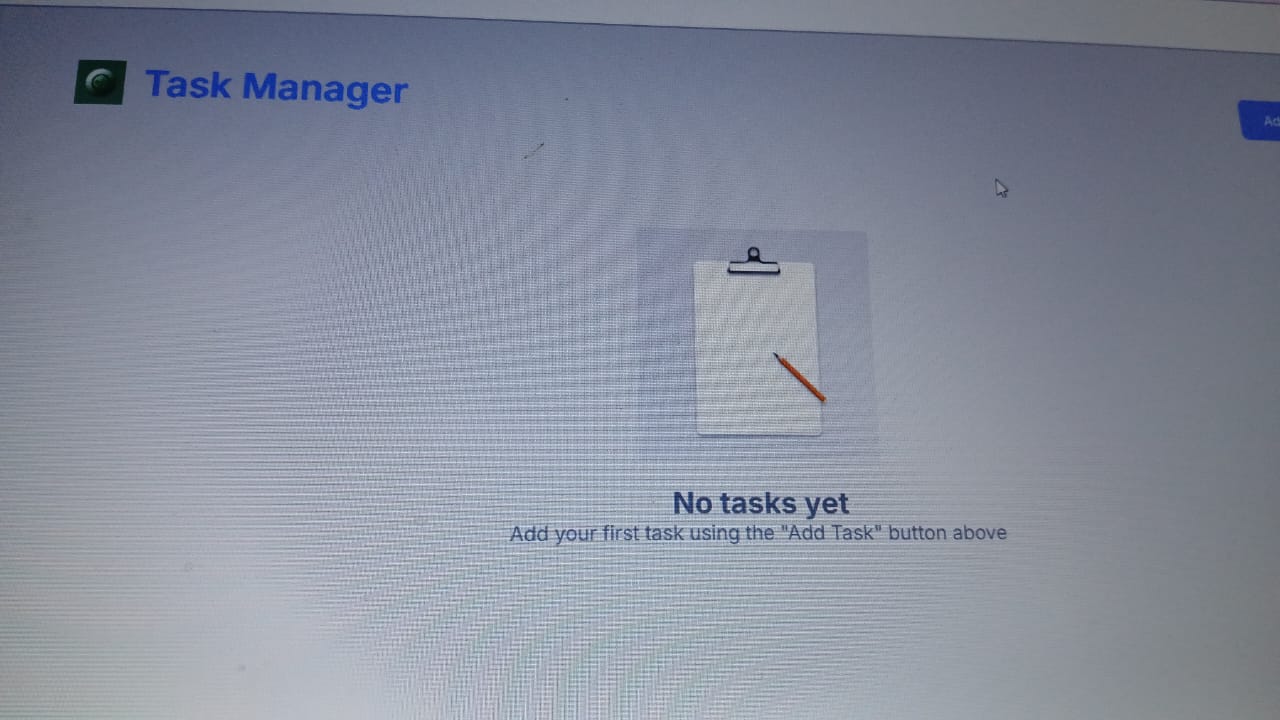 Task Manager
Ad
No tasks yet
Add your first task using the "Add Task" button above